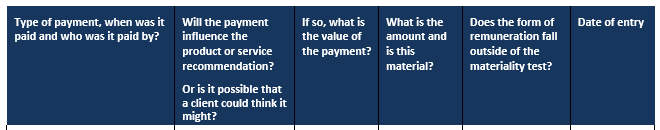 Type of payment, when was it
paid and who was it paid by?
Will the payment
influence the
product or service
recommendation?
Or is it possible that
a client could think it
might?
If so, what is
the value of
the payment?
What is the
amount and
is this
material?
Does the form of
remuneration fall
outside of the
materiality test?
Date of entry